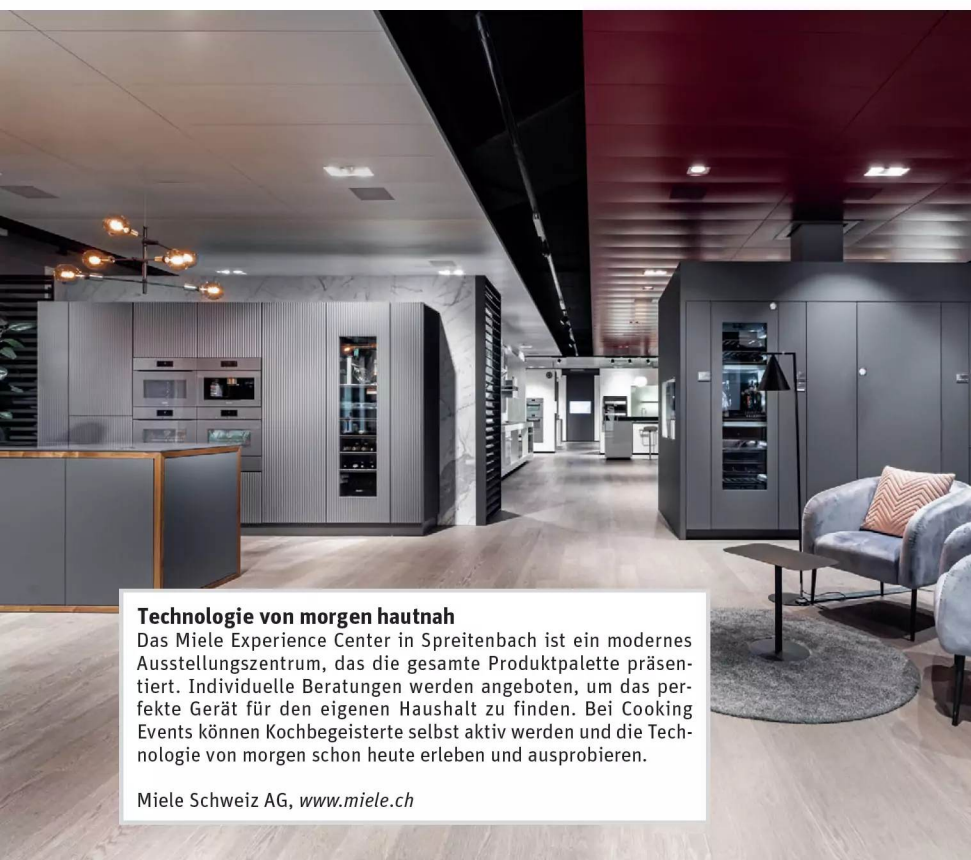 Technologie von morgen hautnah
Das Miele Experience Center in Spreitenbach ist ein modernes
Ausstellungszentrum, das die gesamte Produktpalette präsen-
tiert. Individuelle Beratungen werden angeboten, um das per-
fekte Gerät für den eigenen Haushalt zu finden. Bei Cooking
Events können Kochbegeisterte selbst aktiv werden und die Tech-
nologie von morgen schon heute erleben und ausprobieren.
Miele Schweiz AG, www.miele.ch